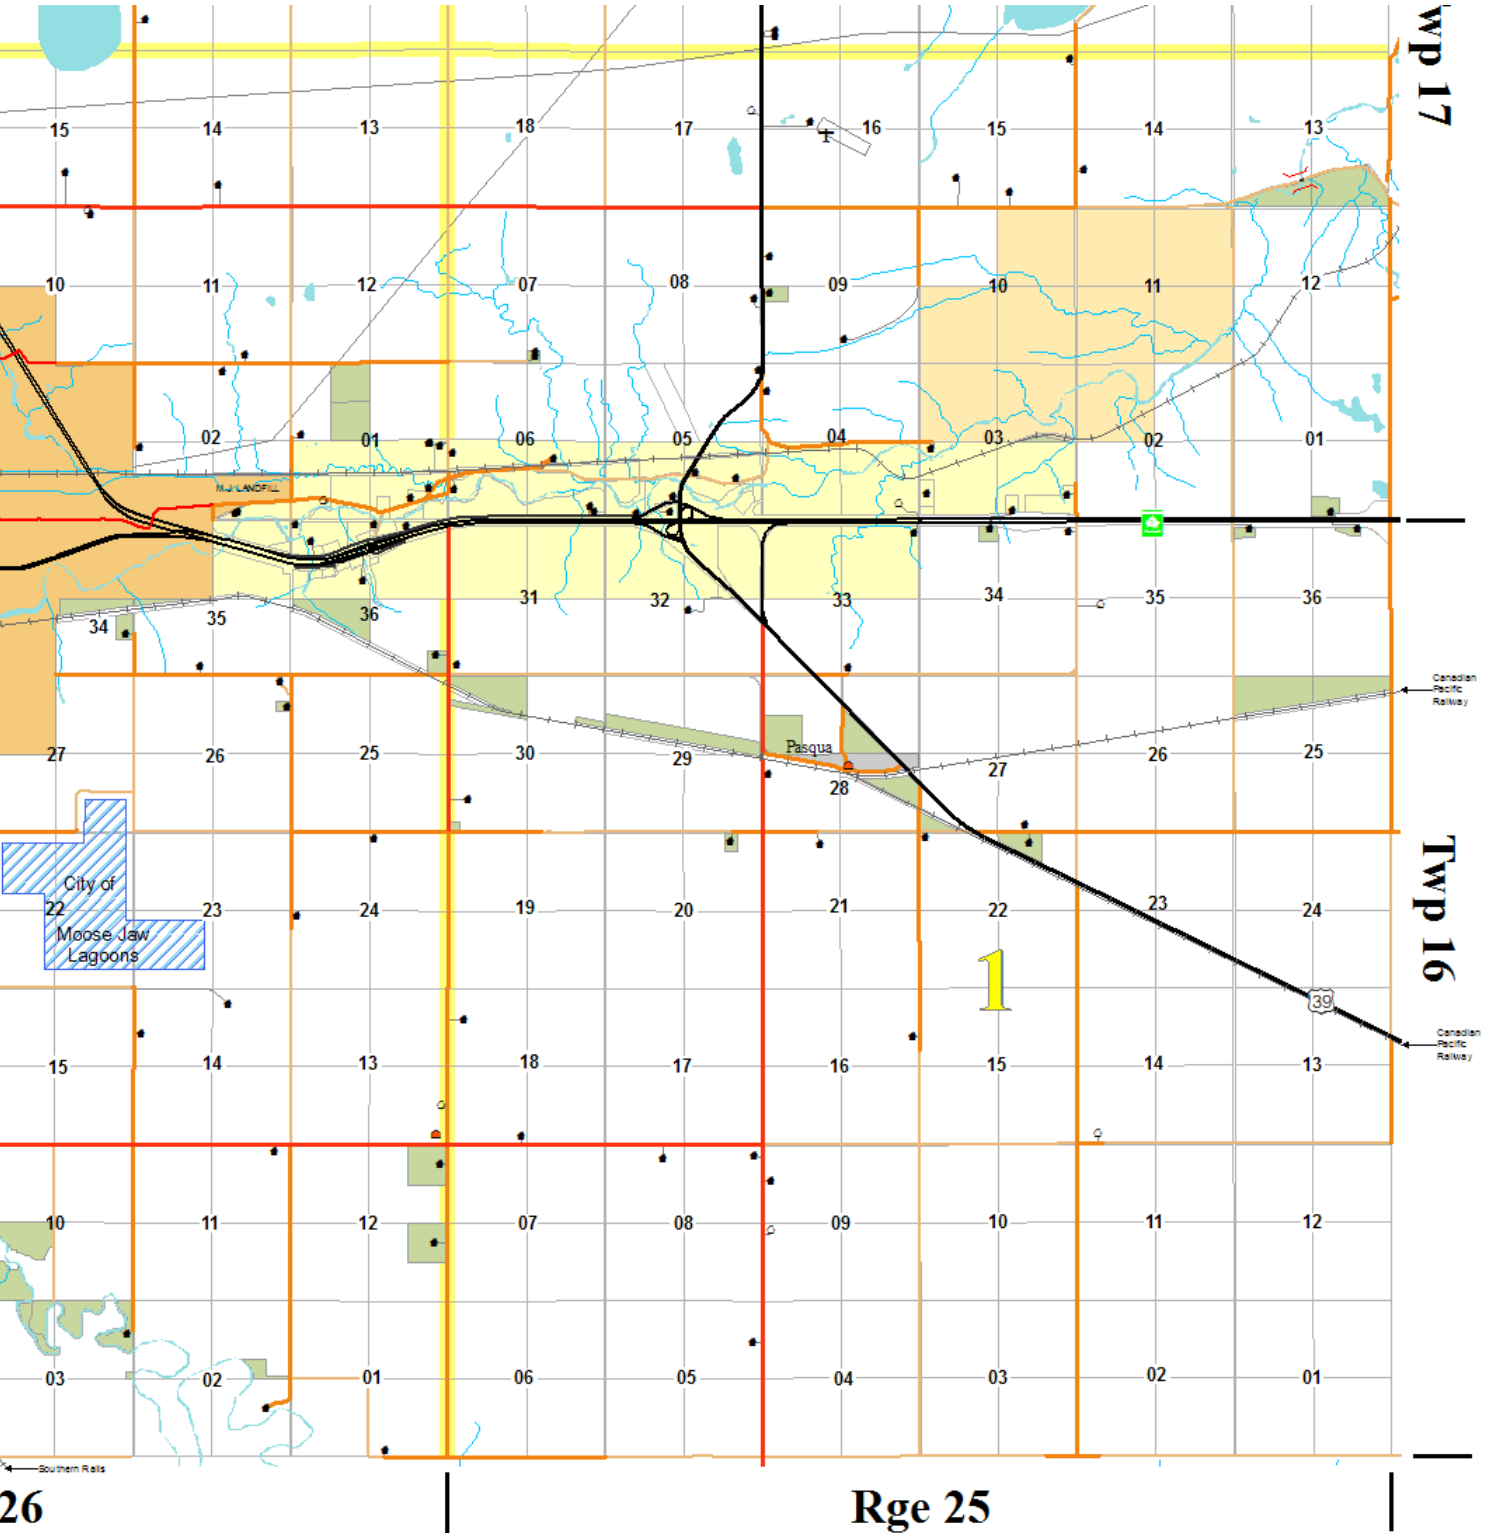 Twp 17
15 14 13 18 17 16 15 14 13
10 11 12 07 08 09 10 11 12
02 01 06 05 04 03 02 01
M.J. LANDFILL
34 35 36 31 32 33 34 35 36
Canadian
Pacific
Railway
27 26 25 30 29 Pasqua 28 27 26 25
Twp 16
City of
22 23 24 19 20 21 22 23 24
Moose Jaw
Lagoons
1
39
Canadian
Pacific
Railway
15 14 13 18 17 16 15 14 13
10 11 12 07 08 09 10 11 12
03 02 01 06 05 04 03 02 01
Southern Rails
26 Rge 25